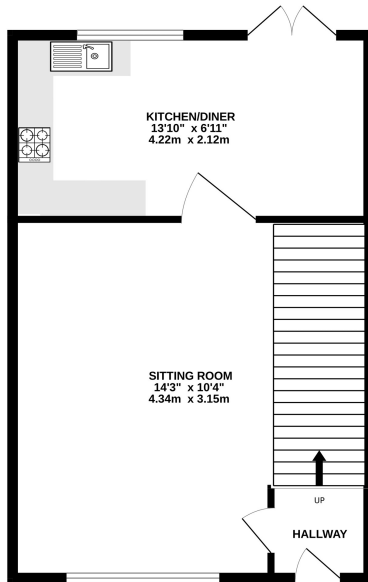 KITCHEN/DINER
13'10" x 6'11"
4.22m x 2.12m
SITTING ROOM
14'3" x 10'4"
4.34m x 3.15m
UP
HALLWAY